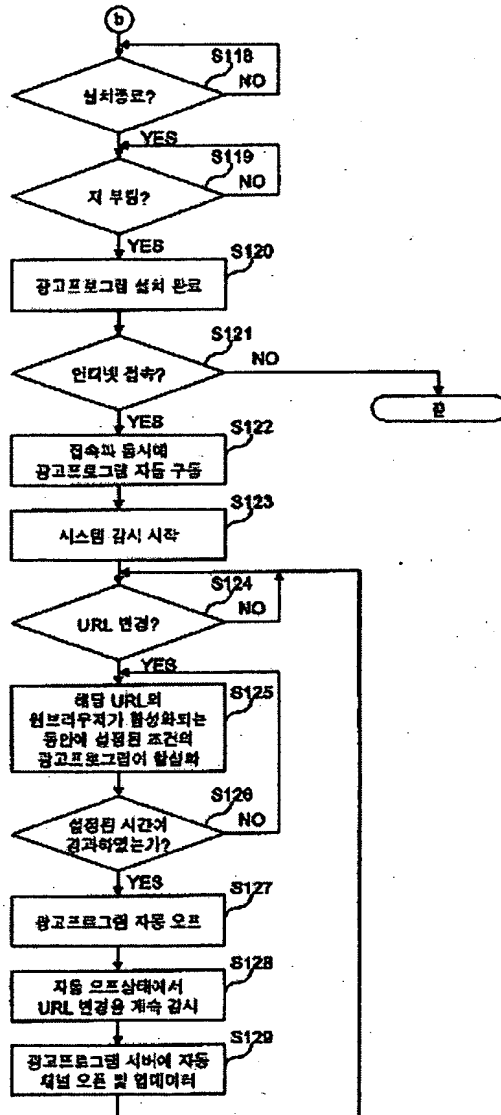 b
S118
설치종료?
NO
YES
S119
재 부팅?
NO
YES
S120
광고프로그램 설치 완료
S121
인터넷 접속?
NO
끝
YES
S122
접속과 동시에
광고프로그램 자동 구동
S123
시스템 감시 시작
S124
URL 변경?
NO
YES
해당 URL의
S125
웹브라우저가 활성화되는
동안에 설정된 조건의
광고프로그램이 활성화
S126
설정된 시간이
NO
경과하였는가?
YES
S127
광고프로그램 자동 오프
S128
자동 오프상태에서
URL 변경을 계속 감시
S129
광고프로그램 서버에 자동
채널 오픈 및 업데이터